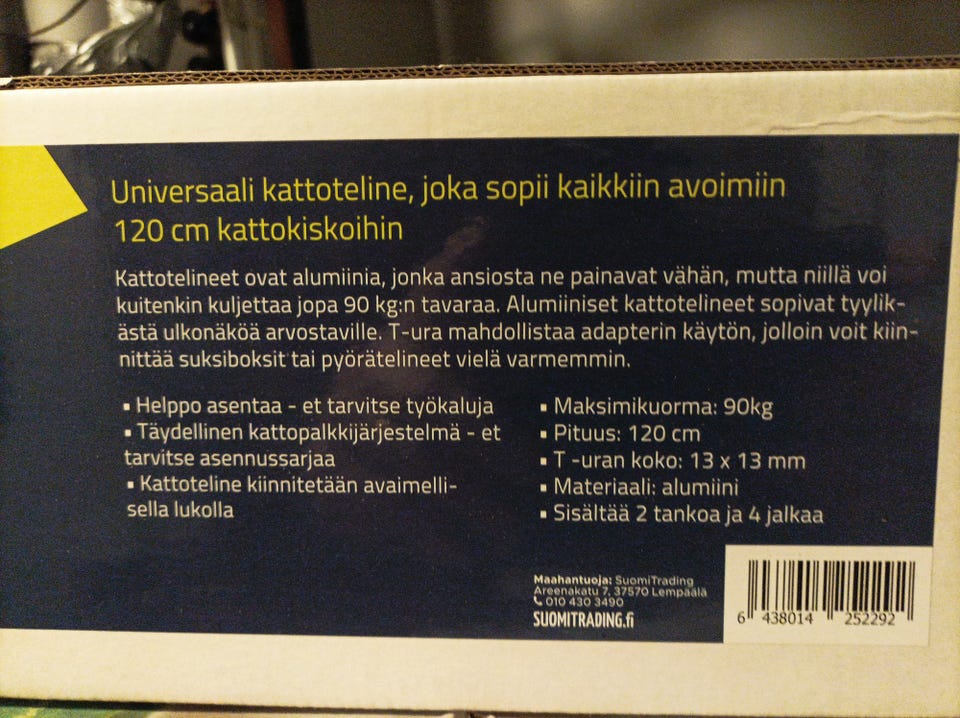 Universaali kattoteline, joka sopii kaikkiin avoimiin
120 cm kattokiskoihin
Kattotelineet ovat alumiinia, jonka ansiosta ne painavat vähän, mutta niillä voi
kuitenkin kuljettaa jopa 90 kg:n tavaraa. Alumiiniset kattotelineet sopivat tyylik-
ästä ulkonäköä arvostaville. T-ura mahdollistaa adapterin käytön, jolloin voit kiin-
nittää suksiboksit tai pyörätelineet vielä varmemmin.
▪ Helppo asentaa - et tarvitse työkaluja
▪ Täydellinen kattopalkkijärjestelmä - et
tarvitse asennussarjaa
▪ Kattoteline kiinnitetään avaimelli-
sella lukolla
▪ Maksimikuorma: 90kg
▪ Pituus: 120 cm
▪ T -uran koko: 13 x 13 mm
▪ Materiaali: alumiini
▪ Sisältää 2 tankoa ja 4 jalkaa
Maahantuoja: SuomiTrading
Areenakatu 7, 37570 Lempäälä
010 430 3490
SUOMITRADING.fi
6 438014 252292